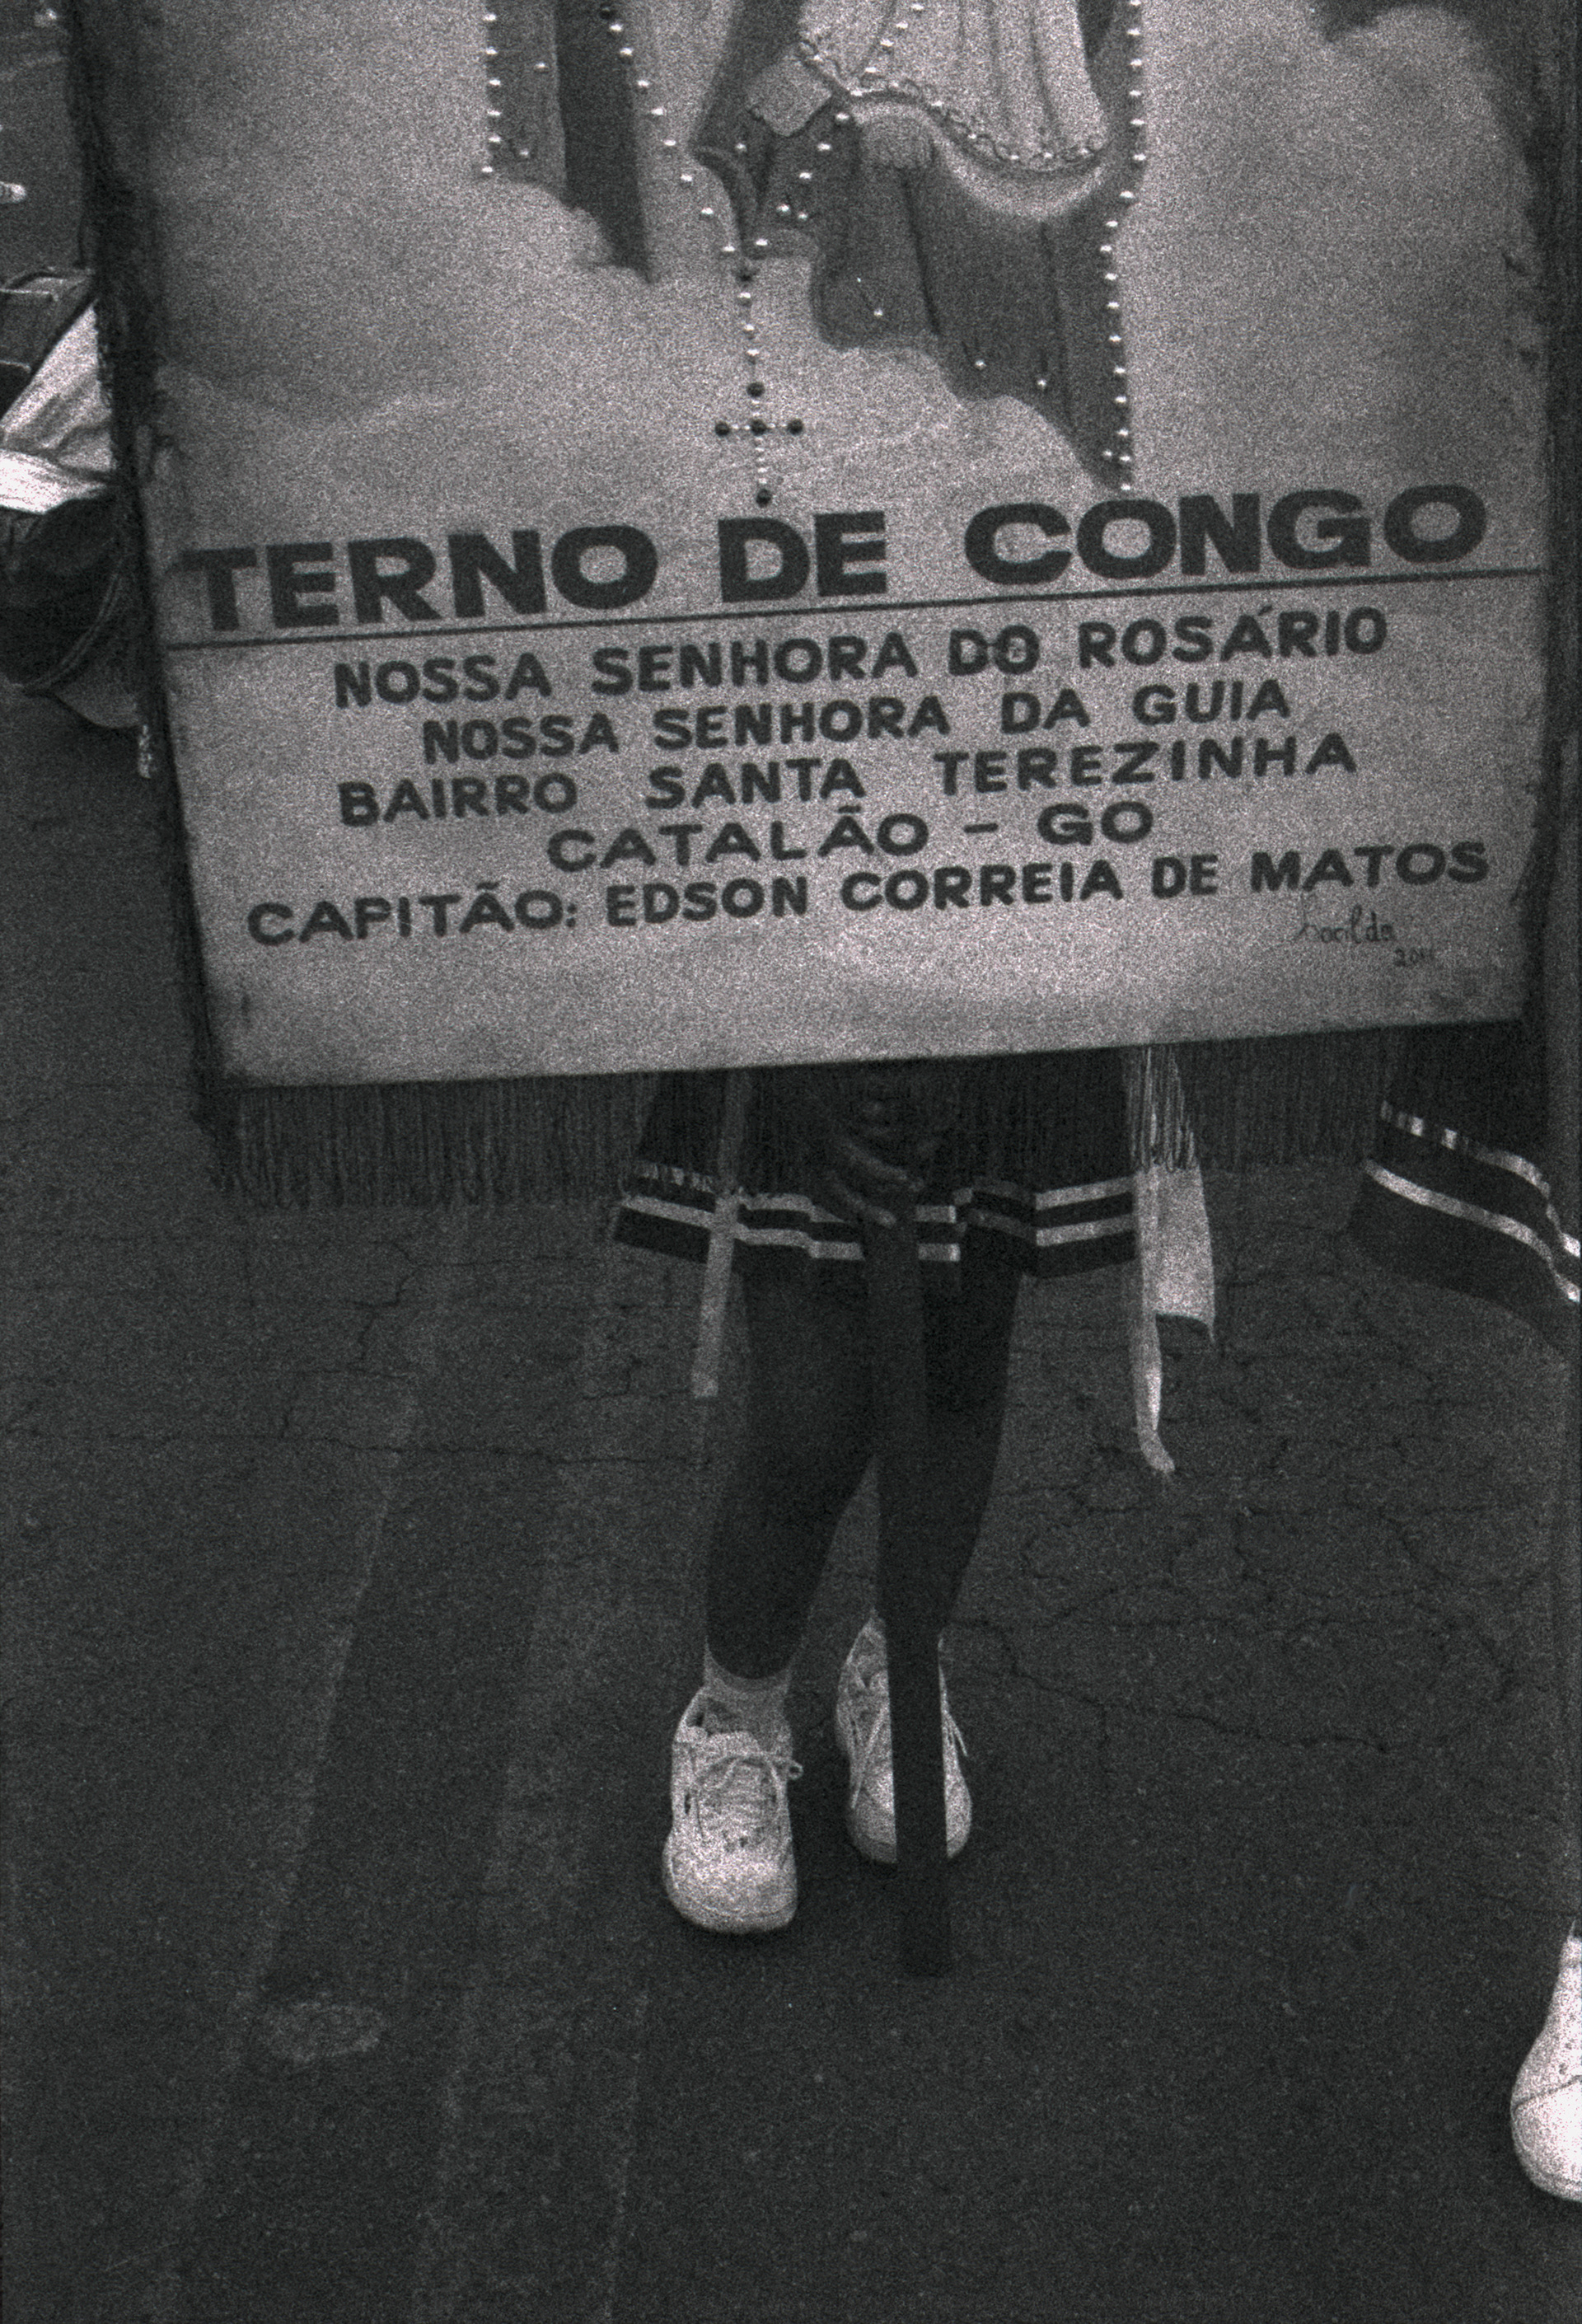 TERNO DE CONGO
NOSSA SENHORA DO ROSÁRIO
NOSSA SENHORA DA GUIA
BAIRRO SANTA TEREZINHA
CATALÃO - GO
CAPITÃO: EDSON CORREIA DE MATOS